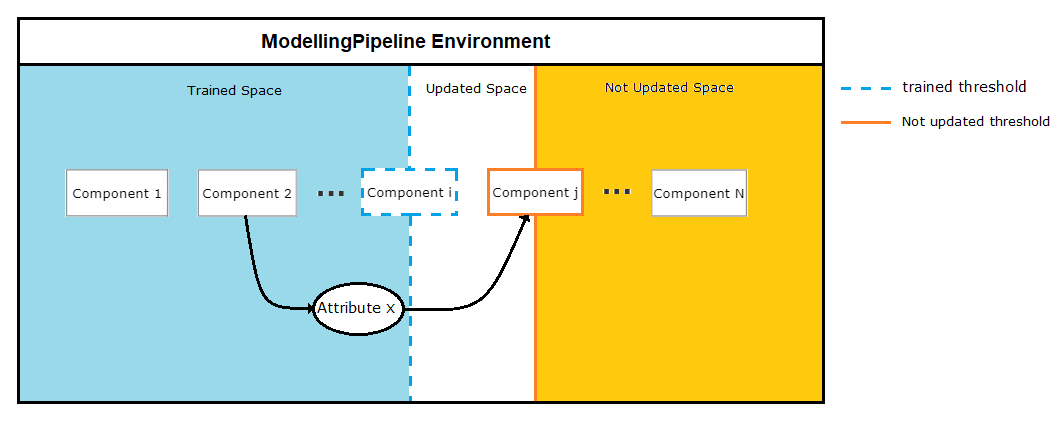 ModellingPipeline Environment
Trained Space
Updated Space
Not Updated Space
trained threshold
Not updated threshold
Component 1
Component 2
...
Component i
Component j
...
Component N
Attribute X